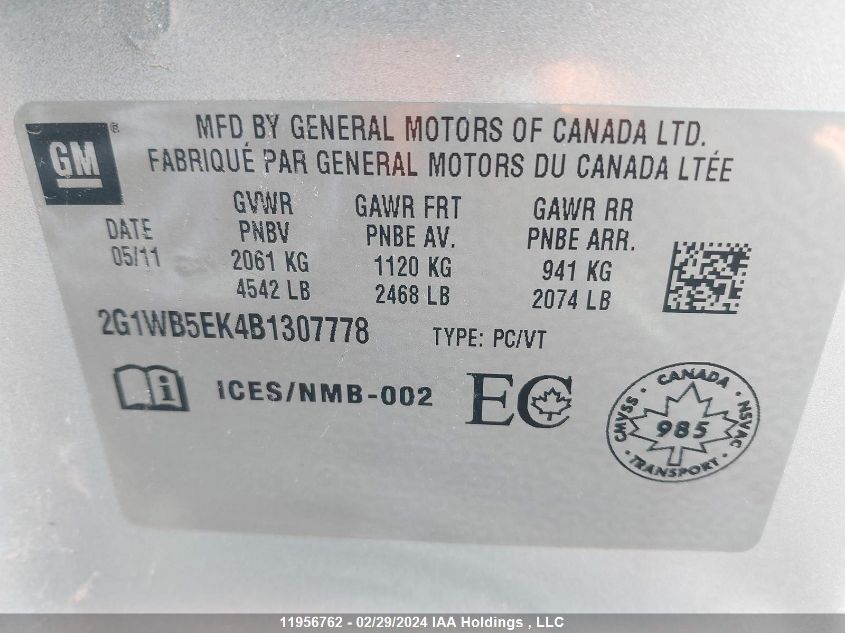 GM®
MFD BY GENERAL MOTORS OF CANADA LTD.
FABRIQUÉ PAR GENERAL MOTORS DU CANADA LTÉE
DATE
05/11
GVWR
PNBV
2061 KG
4542 LB
GAWR FRT
PNBE AV.
1120 KG
2468 LB
GAWR RR
PNBE ARR.
941 KG
2074 LB
2G1WB5EK4B1307778 TYPE: PC/VT
i ICES/NMB-002 EC
CANADA
CMVSS 985 NSVAC
TRANSPORT
11956762 - 02/29/2024 IAA Holdings , LLC